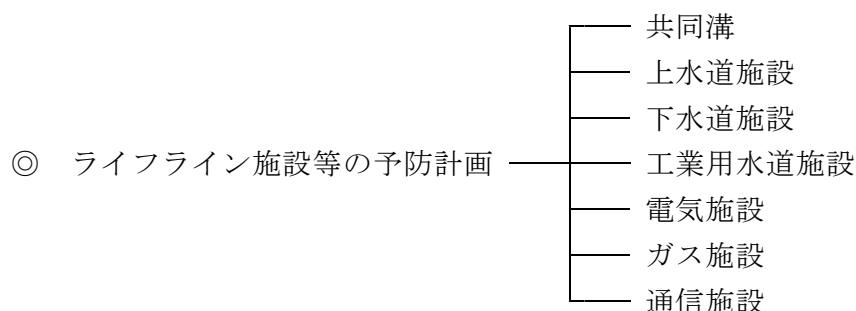 共同溝
上水道施設
下水道施設
◎ ライフライン施設等の予防計画
工業用水道施設
電気施設
ガス施設
通信施設